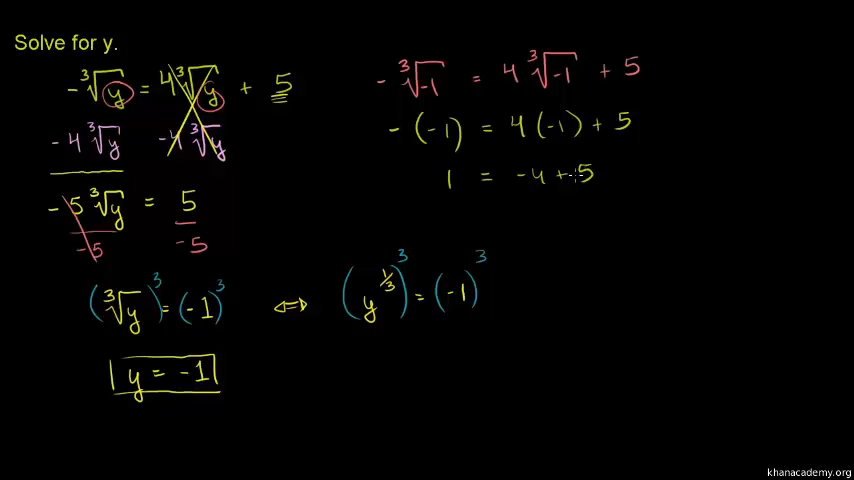 Solve for y.
-∛y = 4∛y + 5
-4∛y -4∛y
-5∛y = 5
-5 -5
(∛y)³ = (-1)³ ⇔ (y^(1/3))³ = (-1)³
y = -1
-∛-1 = 4∛-1 + 5
-(-1) = 4(-1) + 5
1 = -4 + 5
khanacademy.org